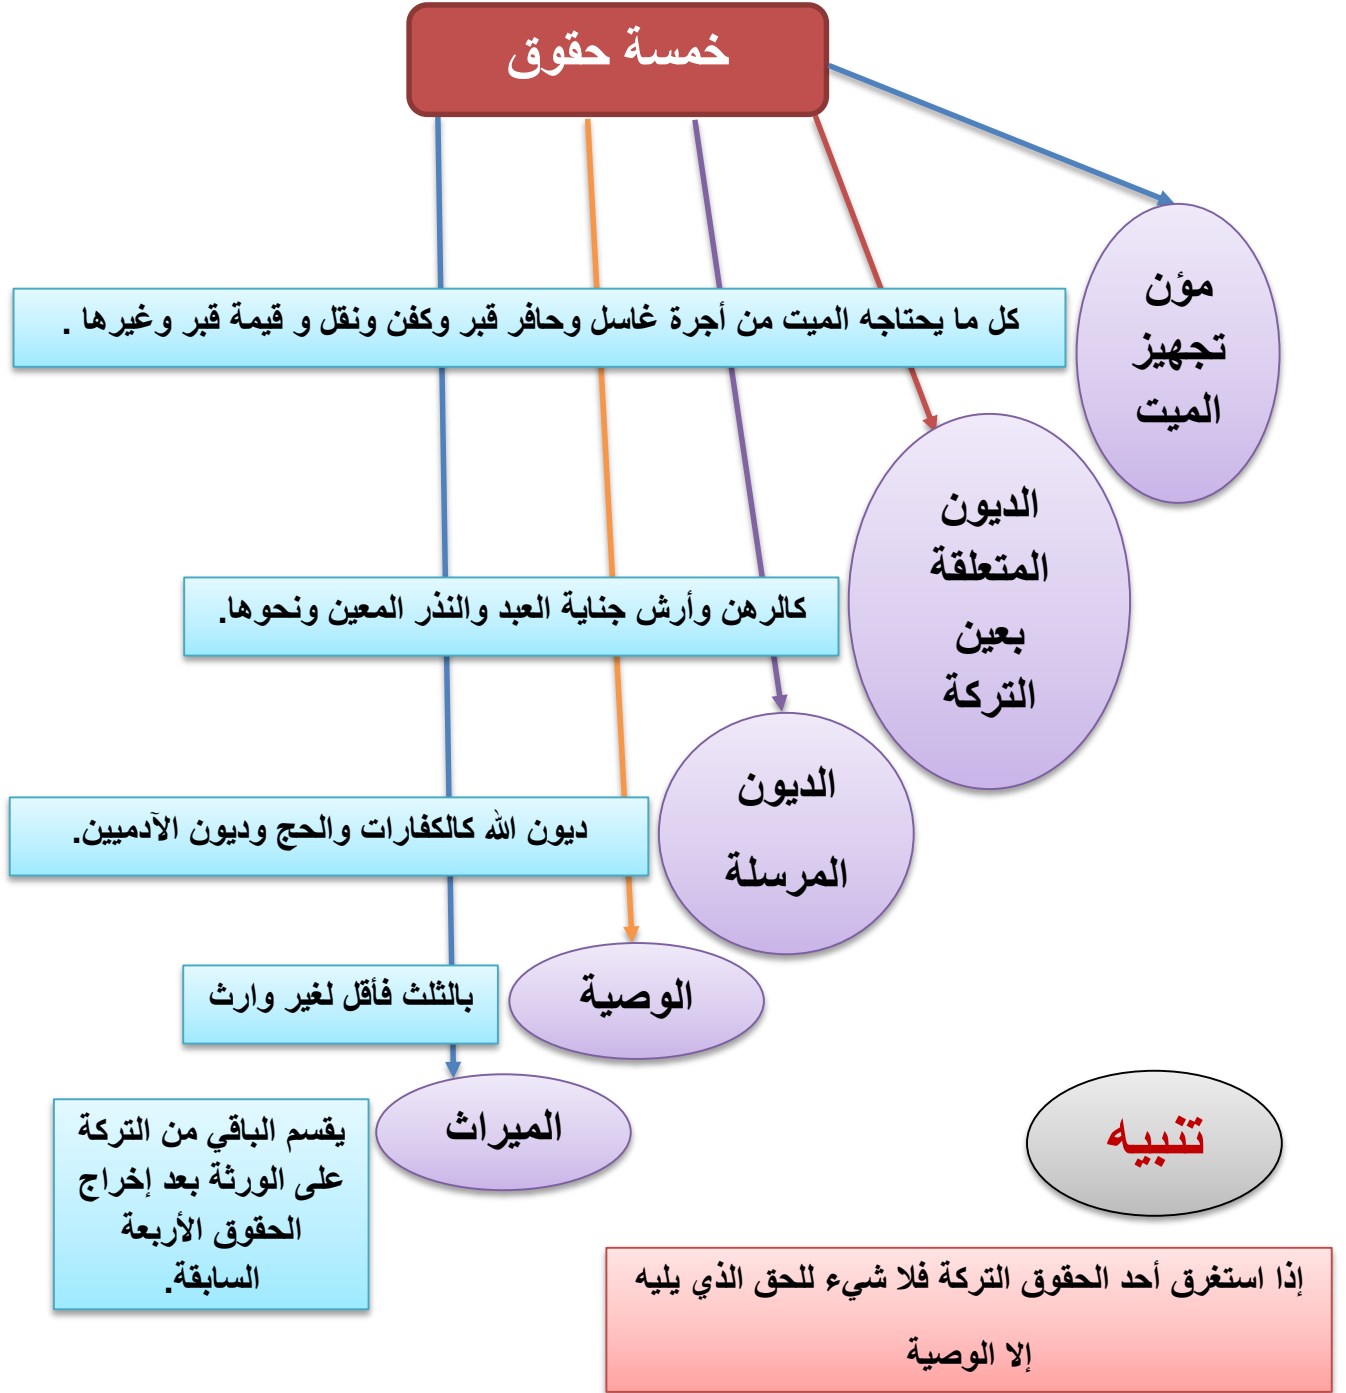 خمسة حقوق
مؤن
تجهيز
الميت
كل ما يحتاجه الميت من أجرة غاسل وحافر قبر وكفن ونقل و قيمة قبر وغيرها .
الديون
المتعلقة
بعين
التركة
كالرهن وأرش جناية العبد والنذر المعين ونحوها.
الديون
المرسلة
ديون الله كالكفارات والحج وديون الآدميين.
الوصية
بالثلث فأقل لغير وارث
الميراث
يقسم الباقي من التركة
على الورثة بعد إخراج
الحقوق الأربعة
السابقة.
تنبيه
إذا استغرق أحد الحقوق التركة فلا شيء للحق الذي يليه
إلا الوصية